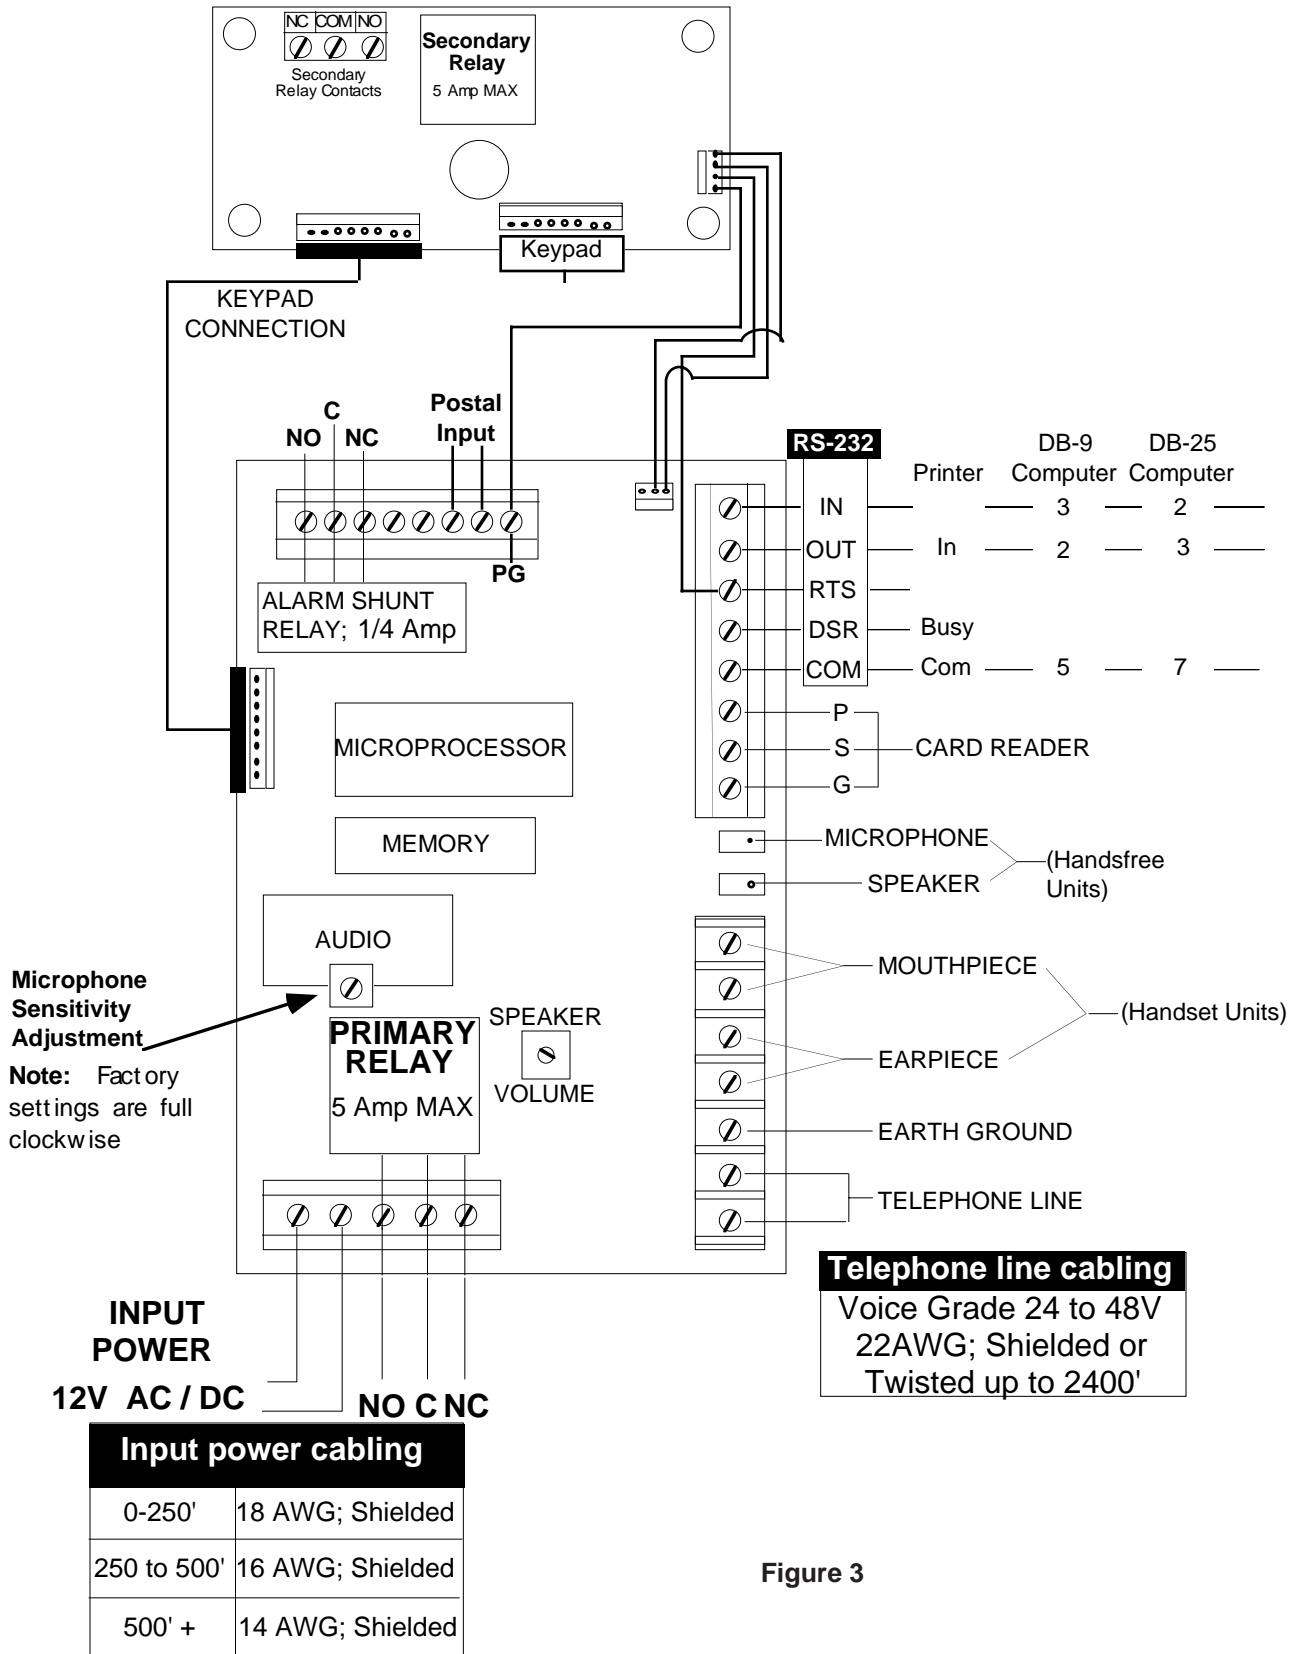 NC COM NO
Secondary
Relay Contacts
Secondary
Relay
5 Amp MAX
Keypad
KEYPAD
CONNECTION
NO C NC
Postal
Input
PG
ALARM SHUNT
RELAY; 1/4 Amp
RS-232
Printer
DB-9
Computer
DB-25
Computer
IN 3 2
OUT In 2 3
RTS
DSR Busy
COM Com 5 7
P
S CARD READER
G
MICROPROCESSOR
MEMORY
MICROPHONE
SPEAKER
(Handsfree
Units)
AUDIO
Microphone
Sensitivity
Adjustment
Note: Factory
settings are full
clockwise
PRIMARY
RELAY
5 Amp MAX
SPEAKER
VOLUME
MOUTHPIECE
(Handset Units)
EARPIECE
EARTH GROUND
TELEPHONE LINE
Telephone line cabling
Voice Grade 24 to 48V
22AWG; Shielded or
Twisted up to 2400'
INPUT
POWER
12V AC / DC
NO C NC
Input power cabling
0-250' 18 AWG; Shielded
250 to 500' 16 AWG; Shielded
500' + 14 AWG; Shielded
Figure 3